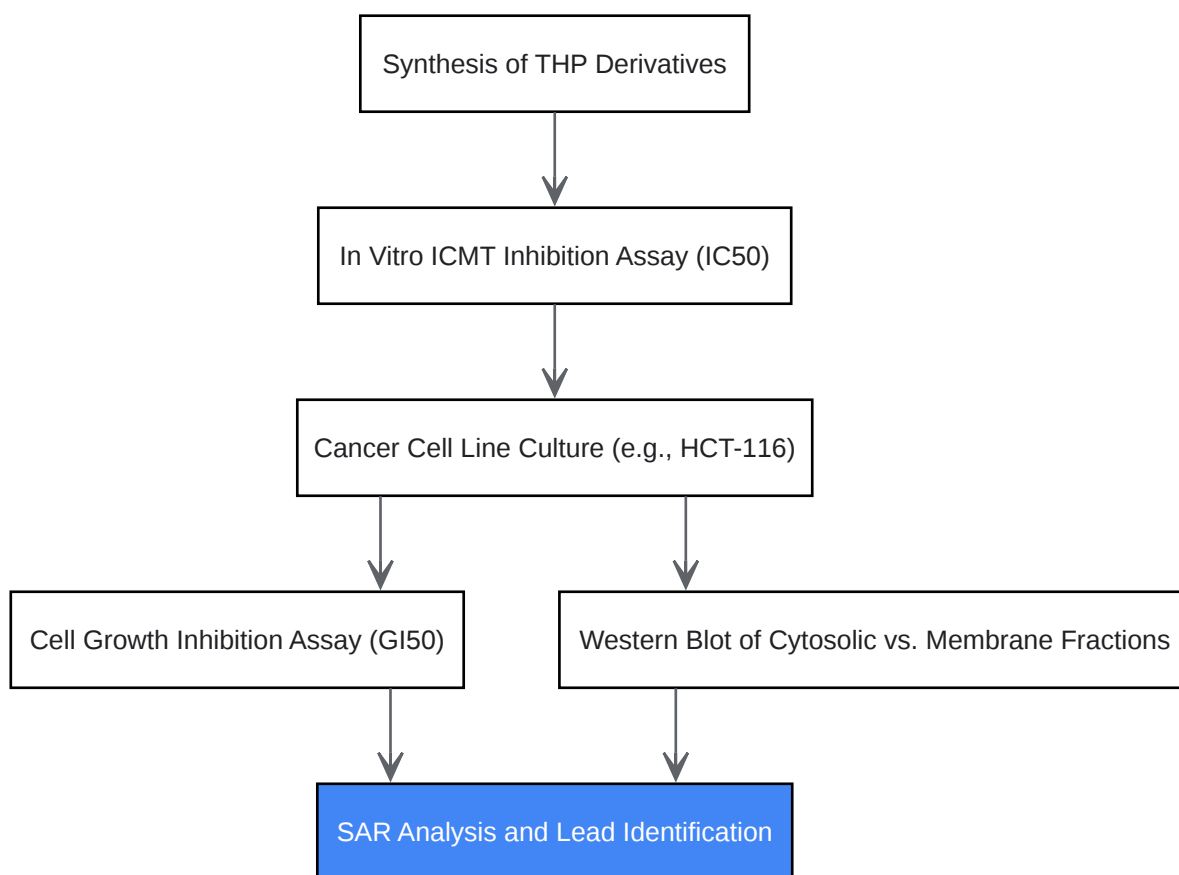 Synthesis of THP Derivatives
In Vitro ICMT Inhibition Assay (IC50)
Cancer Cell Line Culture (e.g., HCT-116)
Cell Growth Inhibition Assay (GI50)
Western Blot of Cytosolic vs. Membrane Fractions
SAR Analysis and Lead Identification